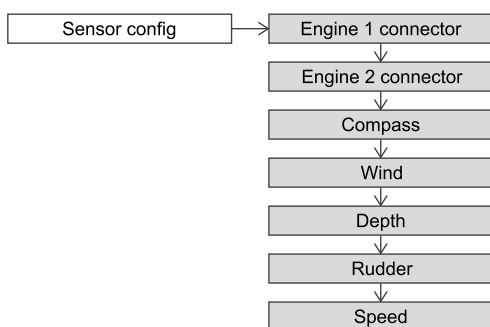 Sensor config
Engine 1 connector
Engine 2 connector
Compass
Wind
Depth
Rudder
Speed